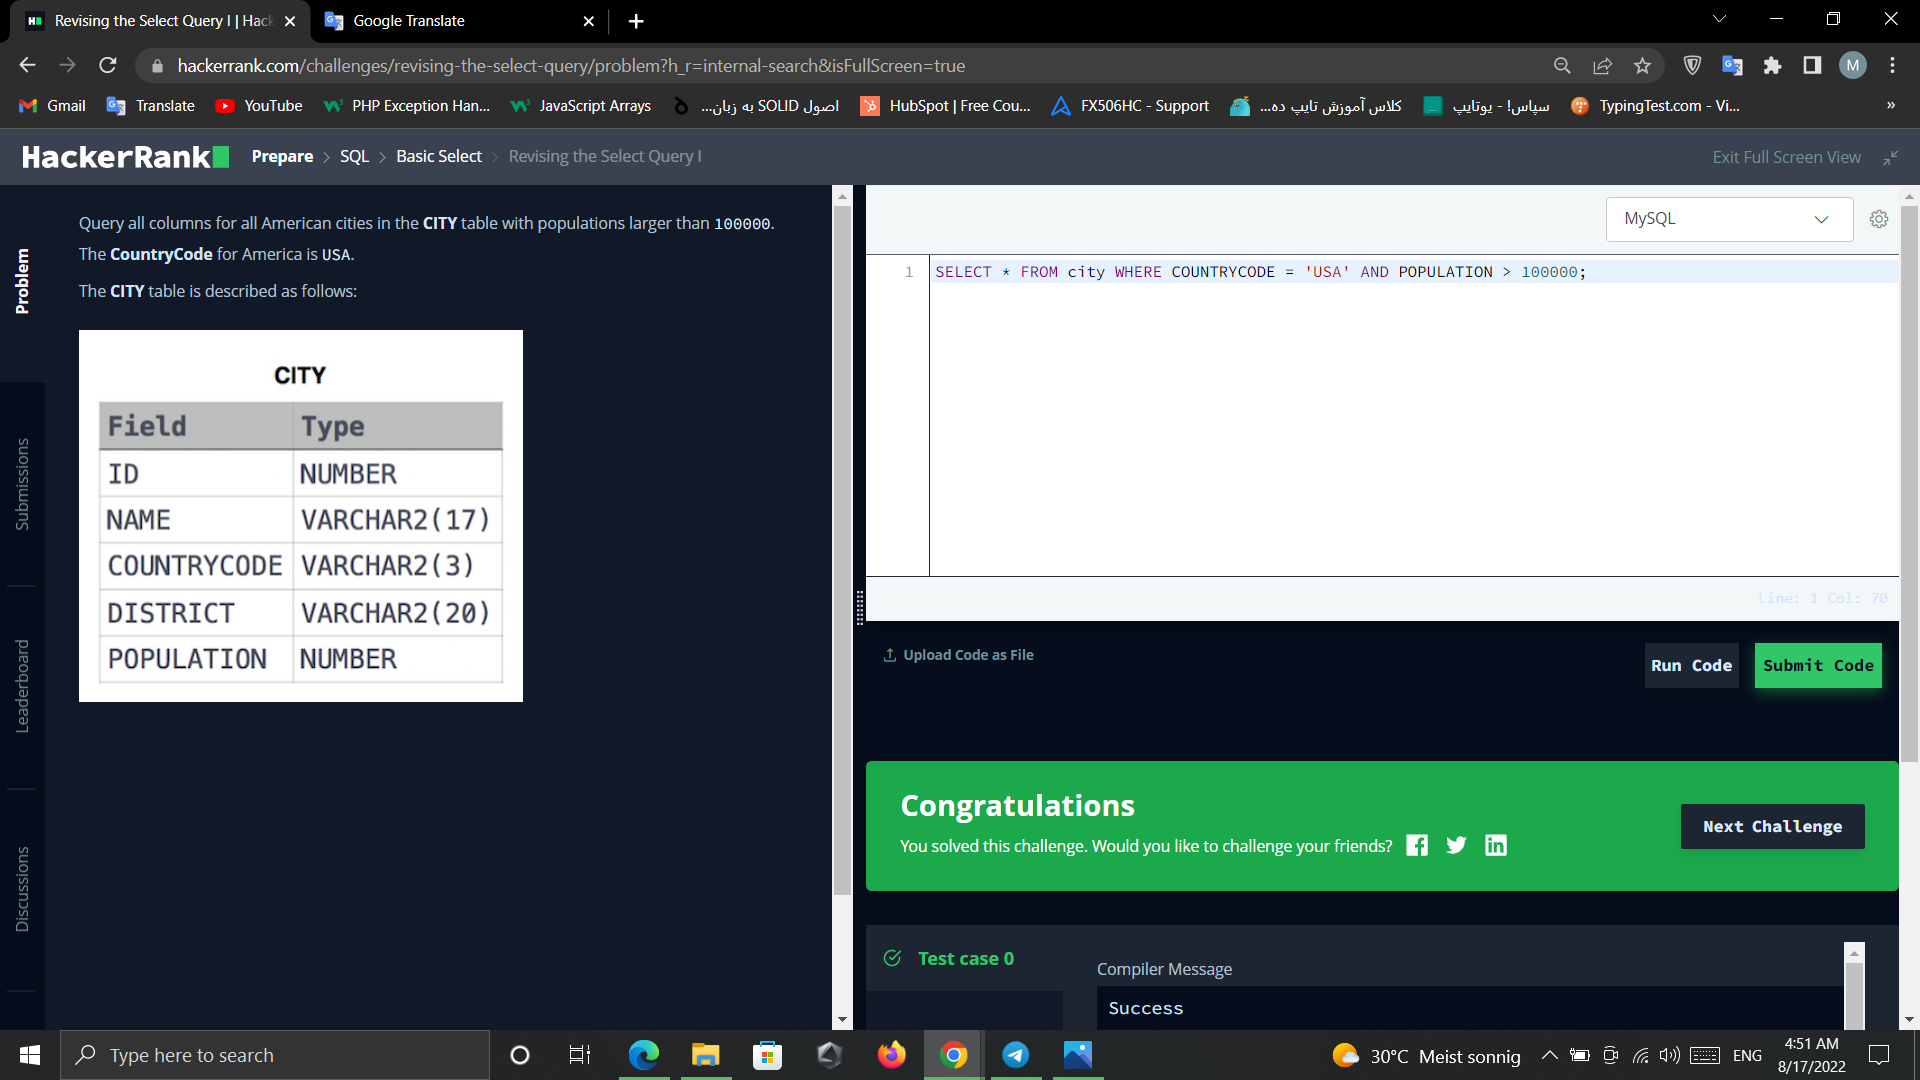 Revising the Select Query I | Hack
Google Translate
hackerrank.com/challenges/revising-the-select-query/problem?h_r=internal-search&isFullScreen=true
M
Gmail
Translate
YouTube
PHP Exception Han...
JavaScript Arrays
اصول SOLID به زبان...
HubSpot | Free Cou...
FX506HC - Support
کلاس آموزش تایپ ده...
سپاس! - یوتایپ
TypingTest.com - Vi...
»
HackerRank
Prepare > SQL > Basic Select > Revising the Select Query I
Exit Full Screen View
Problem
Submissions
Leaderboard
Discussions
Query all columns for all American cities in the CITY table with populations larger than 100000.
The CountryCode for America is USA.
The CITY table is described as follows:
CITY
Field Type
ID NUMBER
NAME VARCHAR2(17)
COUNTRYCODE VARCHAR2(3)
DISTRICT VARCHAR2(20)
POPULATION NUMBER
MySQL
1 SELECT * FROM city WHERE COUNTRYCODE = 'USA' AND POPULATION > 100000;
Line: 1 Col: 70
Upload Code as File
Run Code
Submit Code
Congratulations
You solved this challenge. Would you like to challenge your friends?
Next Challenge
Test case 0
Compiler Message
Success
Type here to search
30°C Meist sonnig
ENG
4:51 AM
8/17/2022